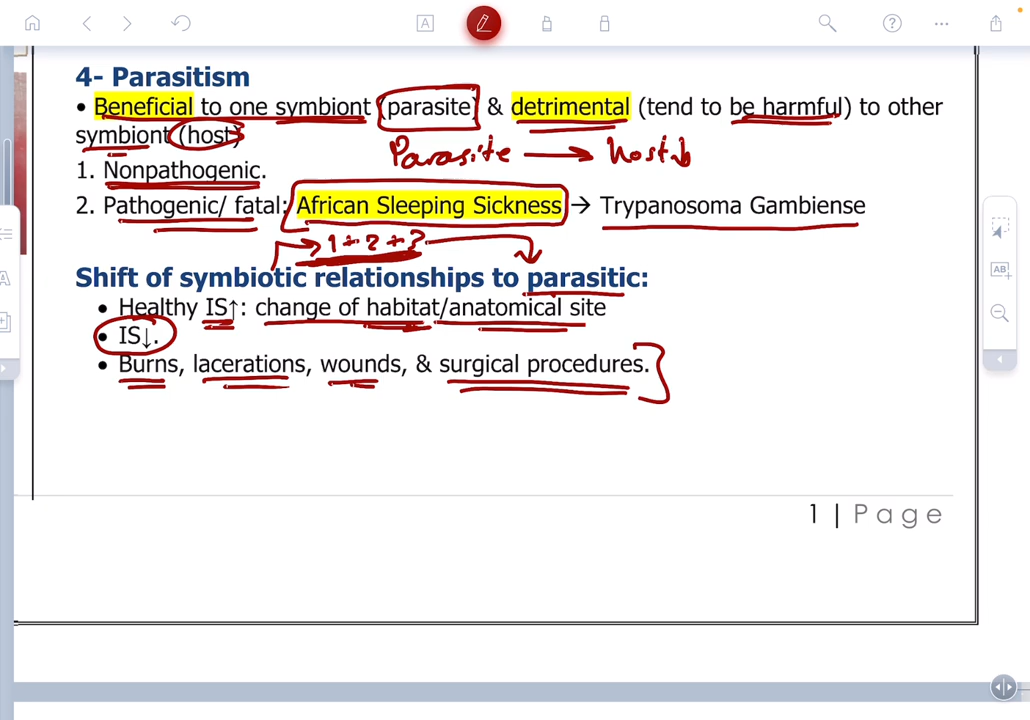 4- Parasitism
• Beneficial to one symbiont (parasite) & detrimental (tend to be harmful) to other
symbiont (host)
Parasite → host
1. Nonpathogenic.
2. Pathogenic/ fatal: African Sleeping Sickness → Trypanosoma Gambiense
1 + 2 + 3
Shift of symbiotic relationships to parasitic:
• Healthy IS↑: change of habitat/anatomical site
• IS↓.
• Burns, lacerations, wounds, & surgical procedures.
1 | Page